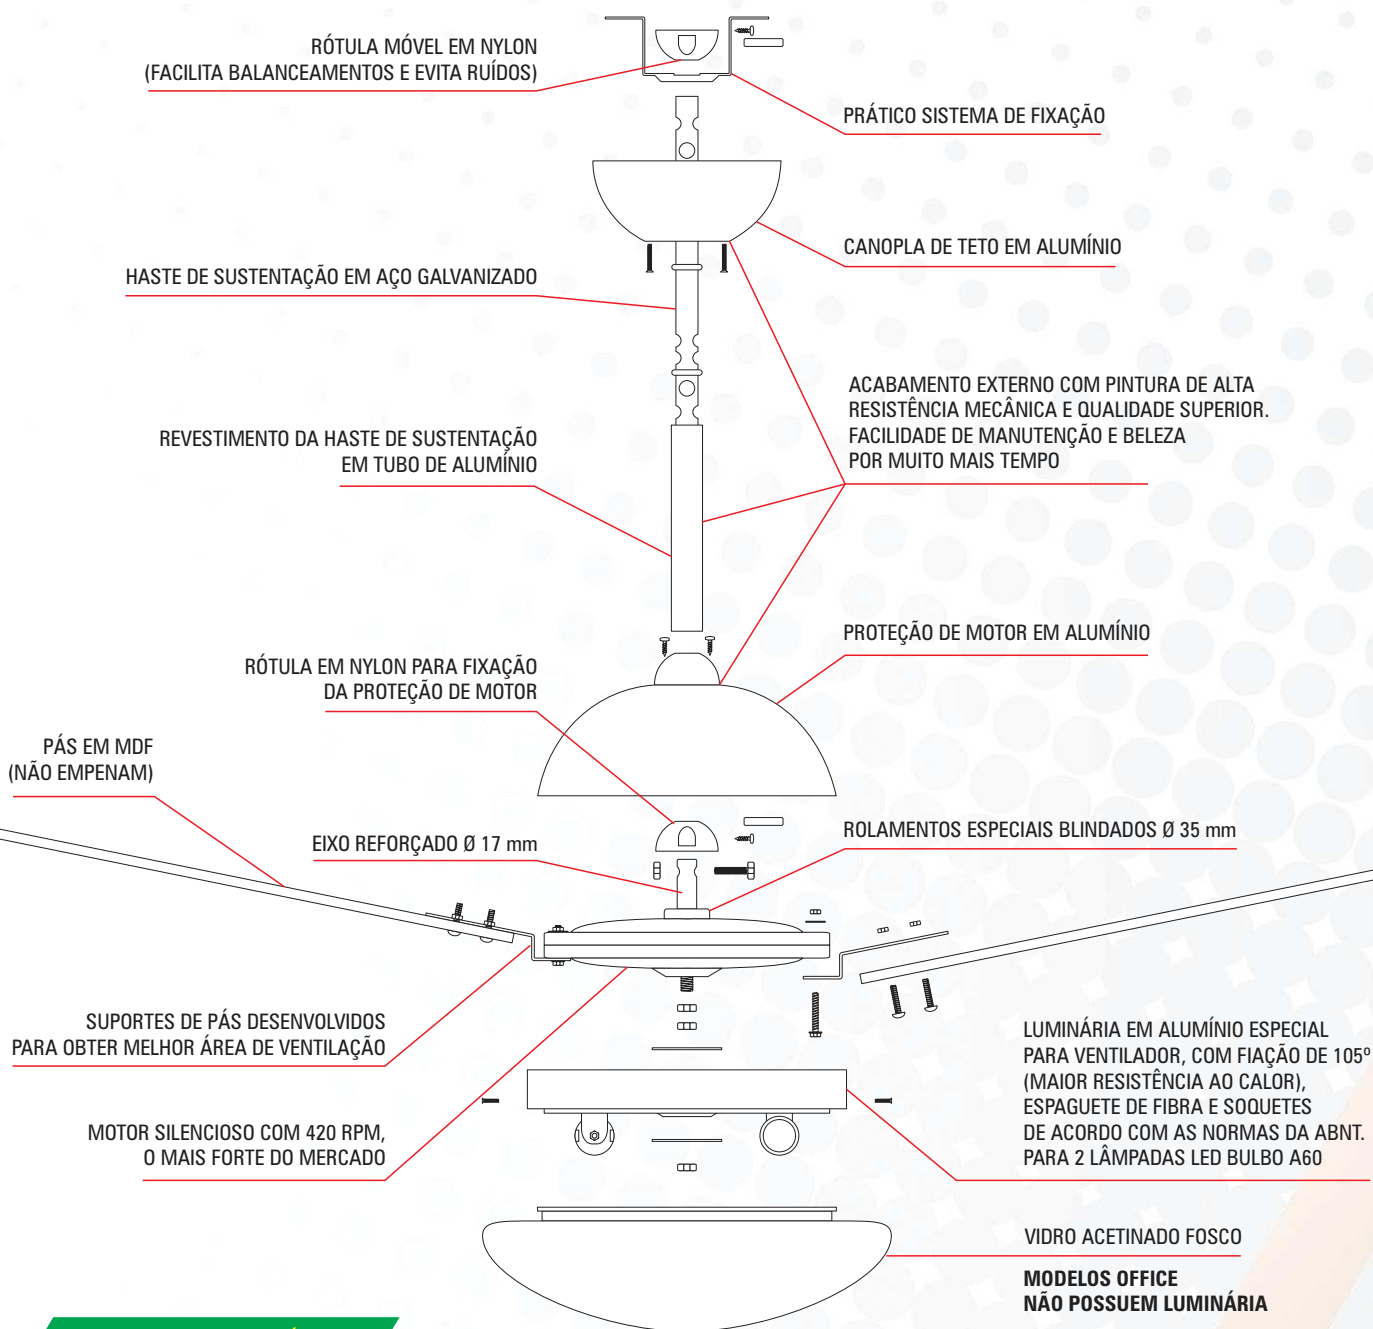 RÓTULA MÓVEL EM NYLON
(FACILITA BALANCEAMENTOS E EVITA RUÍDOS)
PRÁTICO SISTEMA DE FIXAÇÃO
CANOPLA DE TETO EM ALUMÍNIO
HASTE DE SUSTENTAÇÃO EM AÇO GALVANIZADO
ACABAMENTO EXTERNO COM PINTURA DE ALTA
RESISTÊNCIA MECÂNICA E QUALIDADE SUPERIOR.
FACILIDADE DE MANUTENÇÃO E BELEZA
POR MUITO MAIS TEMPO
REVESTIMENTO DA HASTE DE SUSTENTAÇÃO
EM TUBO DE ALUMÍNIO
PROTEÇÃO DE MOTOR EM ALUMÍNIO
RÓTULA EM NYLON PARA FIXAÇÃO
DA PROTEÇÃO DE MOTOR
PÁS EM MDF
(NÃO EMPENAM)
EIXO REFORÇADO Ø 17 mm
ROLAMENTOS ESPECIAIS BLINDADOS Ø 35 mm
SUPORTES DE PÁS DESENVOLVIDOS
PARA OBTER MELHOR ÁREA DE VENTILAÇÃO
MOTOR SILENCIOSO COM 420 RPM,
O MAIS FORTE DO MERCADO
LUMINÁRIA EM ALUMÍNIO ESPECIAL
PARA VENTILADOR, COM FIAÇÃO DE 105º
(MAIOR RESISTÊNCIA AO CALOR),
ESPAGUETE DE FIBRA E SOQUETES
DE ACORDO COM AS NORMAS DA ABNT.
PARA 2 LÂMPADAS LED BULBO A60
VIDRO ACETINADO FOSCO
MODELOS OFFICE
NÃO POSSUEM LUMINÁRIA